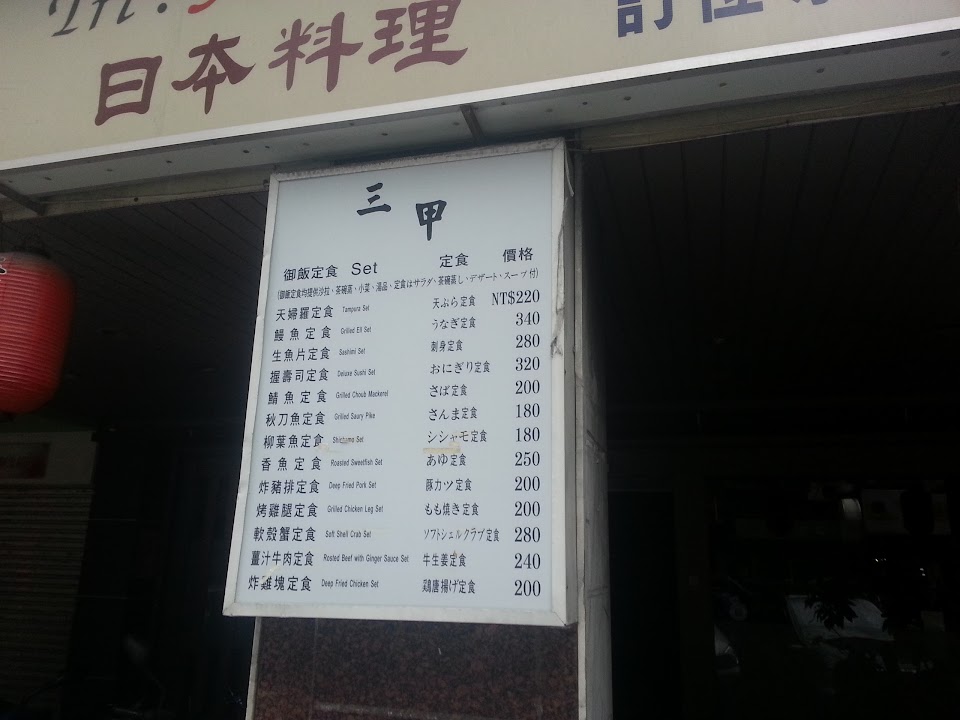 日本料理
訂位
三甲
御飯定食 Set 定食 價格
(御飯定食均提供沙拉、茶碗蒸、小菜、湯品、定食はサラダ、茶碗蒸し、デザート、スープ付)
天婦羅定食 Tampura Set 天ぷら定食 NT$220
鰻魚定食 Grilled Ell Set うなぎ定食 340
生魚片定食 Sashimi Set 刺身定食 280
握壽司定食 Deluxe Sushi Set おにぎり定食 320
鯖魚定食 Grilled Choub Mackerel さば定食 200
秋刀魚定食 Grilled Saury Pike さんま定食 180
柳葉魚定食 Shichamo Set シシャモ定食 180
香魚定食 Roasted Sweetfish Set あゆ定食 250
炸豬排定食 Deep Fried Pork Set 豚カツ定食 200
烤雞腿定食 Grilled Chicken Leg Set もも焼き定食 200
軟殼蟹定食 Soft Shell Crab Set ソフトシェルクラブ定食 280
薑汁牛肉定食 Rosted Beef with Ginger Sauce Set 牛生姜定食 240
炸雞塊定食 Deep Fried Chicken Set 鶏唐揚げ定食 200